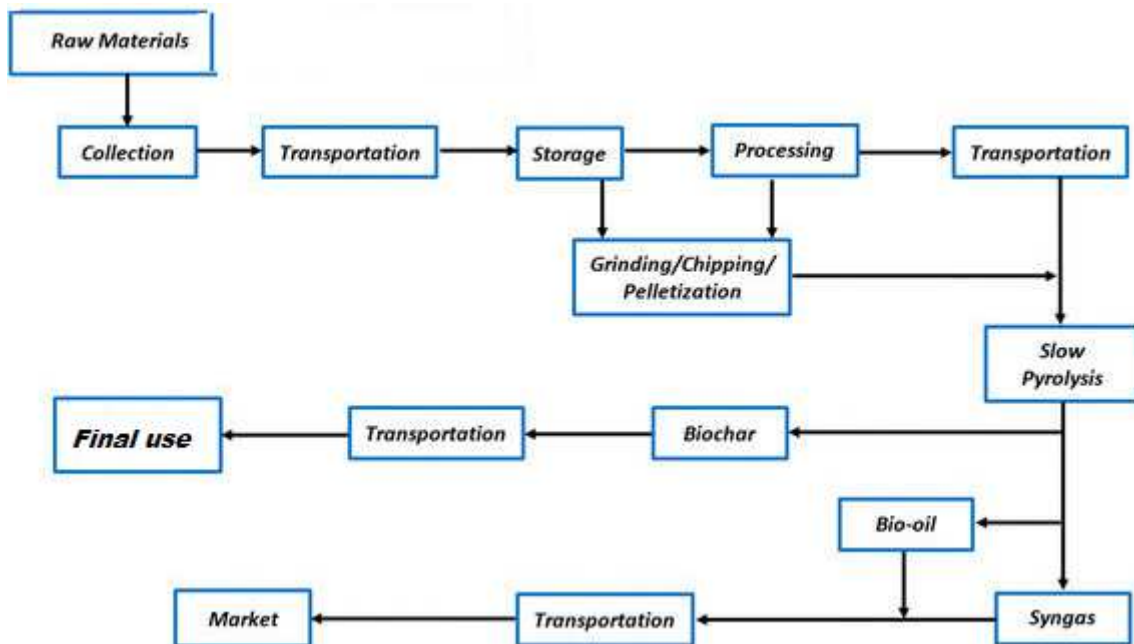 Raw Materials
Collection
Transportation
Storage
Processing
Transportation
Grinding/Chipping/
Pelletization
Slow
Pyrolysis
Final use
Transportation
Biochar
Bio-oil
Market
Transportation
Syngas